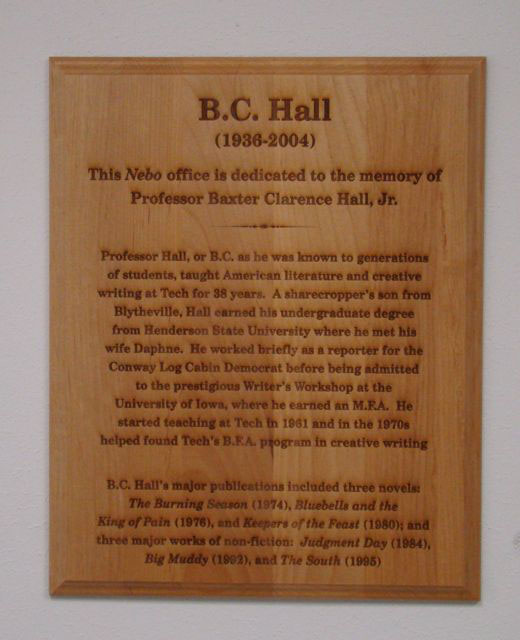 B.C. Hall
(1936-2004)
This Nebo office is dedicated to the memory of
Professor Baxter Clarence Hall, Jr.
Professor Hall, or B.C. as he was known to generations
of students, taught American literature and creative
writing at Tech for 38 years. A sharecropper's son from
Blytheville, Hall earned his undergraduate degree
from Henderson State University where he met his
wife Daphne. He worked briefly as a reporter for the
Conway Log Cabin Democrat before being admitted
to the prestigious Writer's Workshop at the
University of Iowa, where he earned an M.F.A. He
started teaching at Tech in 1961 and in the 1970s
helped found Tech's B.F.A. program in creative writing
B.C. Hall's major publications included three novels:
The Burning Season (1974), Bluebells and the
King of Pain (1976), and Keepers of the Feast (1980); and
three major works of non-fiction: Judgment Day (1984),
Big Muddy (1992), and The South (1995)